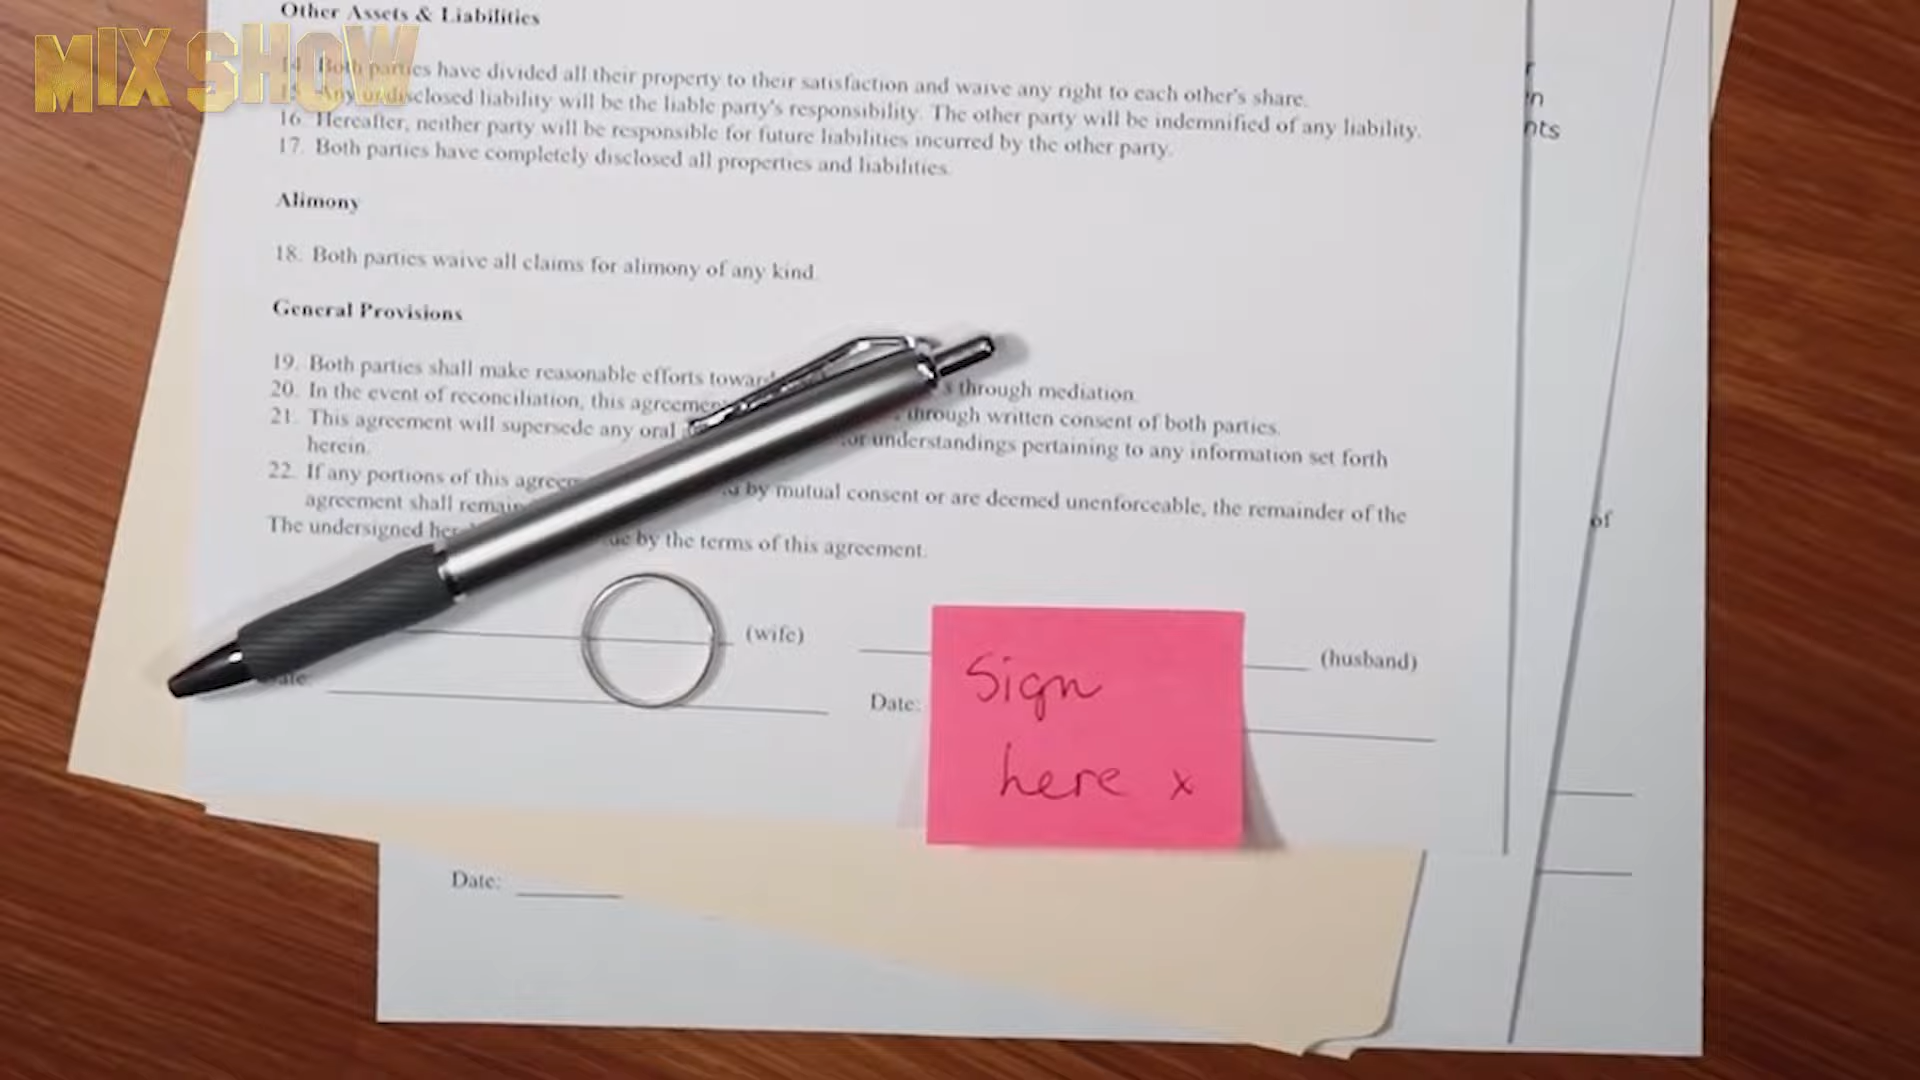 MIX SHOW
Other Assets & Liabilities
14. Both parties have divided all their property to their satisfaction and waive any right to each other's share.
15. Any undisclosed liability will be the liable party's responsibility. The other party will be indemnified of any liability.
16. Hereafter, neither party will be responsible for future liabilities incurred by the other party.
17. Both parties have completely disclosed all properties and liabilities.
Alimony
18. Both parties waive all claims for alimony of any kind.
General Provisions
19. Both parties shall make reasonable efforts through mediation.
20. In the event of reconciliation, this through written consent of both parties.
21. This agreement will supersede any oral or understandings pertaining to any information set forth
herein.
22. If any portions of this by mutual consent or are deemed unenforceable, the remainder of the
agreement shall
The undersigned by the terms of this agreement.
(wife) (husband)
Date:
Sign
here x
Date:
of